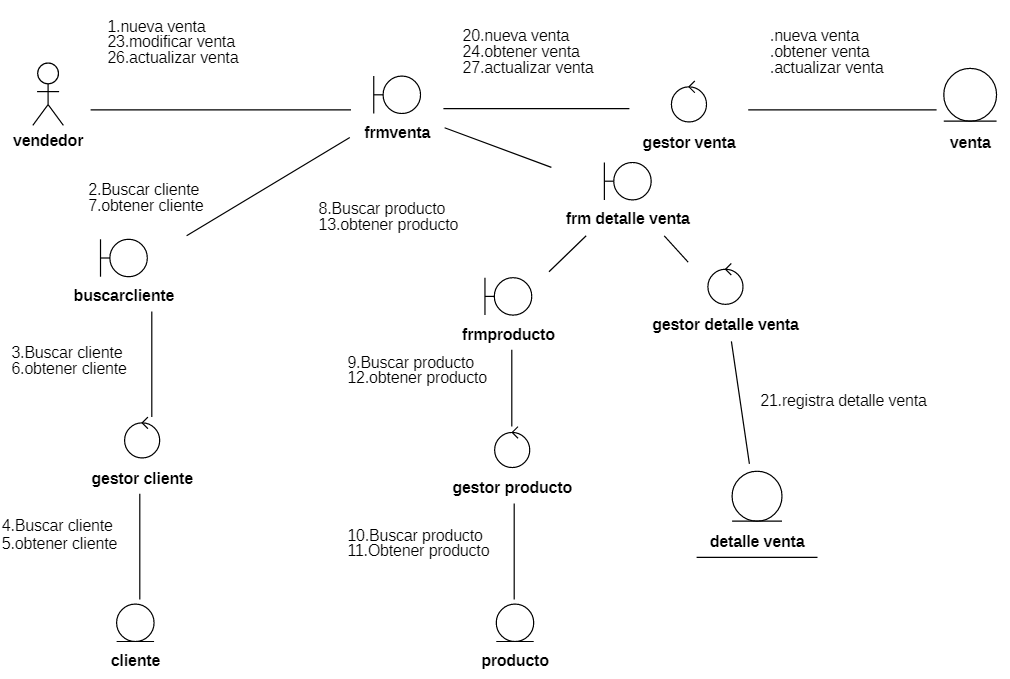 1.nueva venta
23.modificar venta
26.actualizar venta
20.nueva venta
24.obtener venta
27.actualizar venta
.nueva venta
.obtener venta
.actualizar venta
vendedor
frmventa
gestor venta
venta
2.Buscar cliente
7.obtener cliente
8.Buscar producto
13.obtener producto
frm detalle venta
buscarcliente
frmproducto
gestor detalle venta
3.Buscar cliente
6.obtener cliente
9.Buscar producto
12.obtener producto
21.registra detalle venta
gestor cliente
gestor producto
4.Buscar cliente
5.obtener cliente
10.Buscar producto
11.Obtener producto
detalle venta
cliente
producto